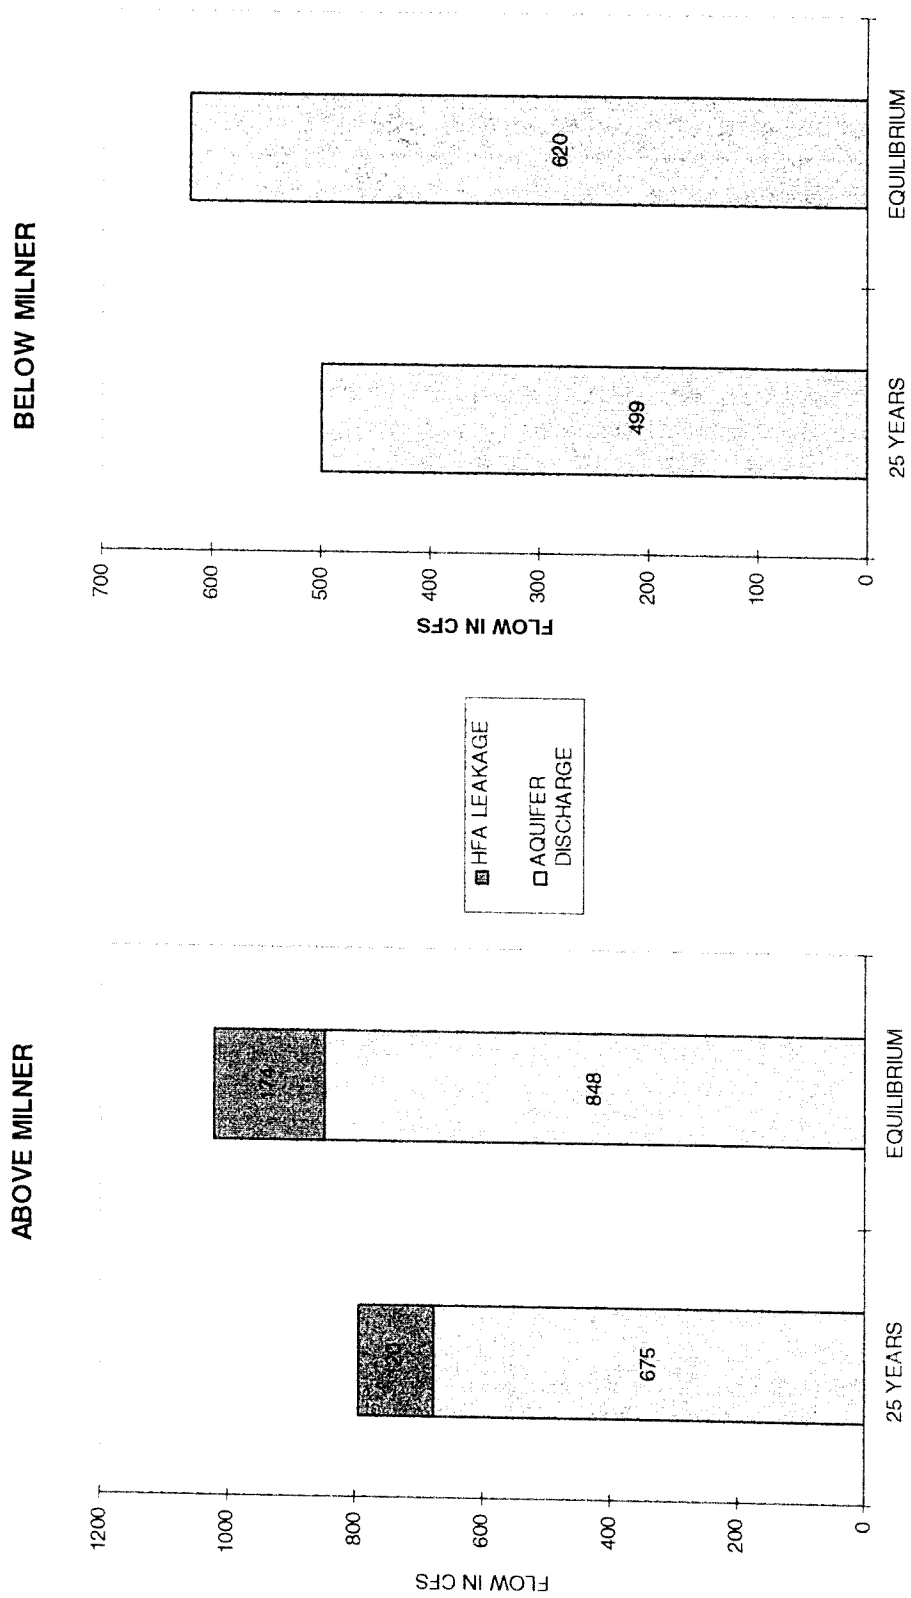 ABOVE MILNER
FLOW IN CFS
1200
1000
800
600
400
200
0
675
174
848
25 YEARS
EQUILIBRIUM
HFA LEAKAGE
AQUIFER
DISCHARGE
BELOW MILNER
FLOW IN CFS
700
600
500
400
300
200
100
0
499
620
25 YEARS
EQUILIBRIUM